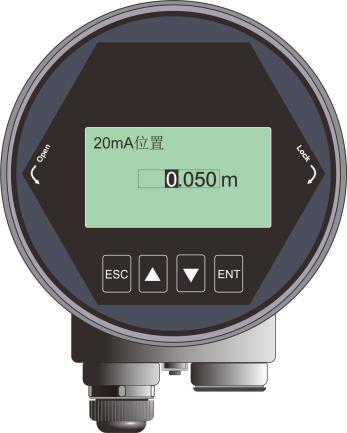 20mA位置
0.050 m
Open
Lock
ESC
ENT